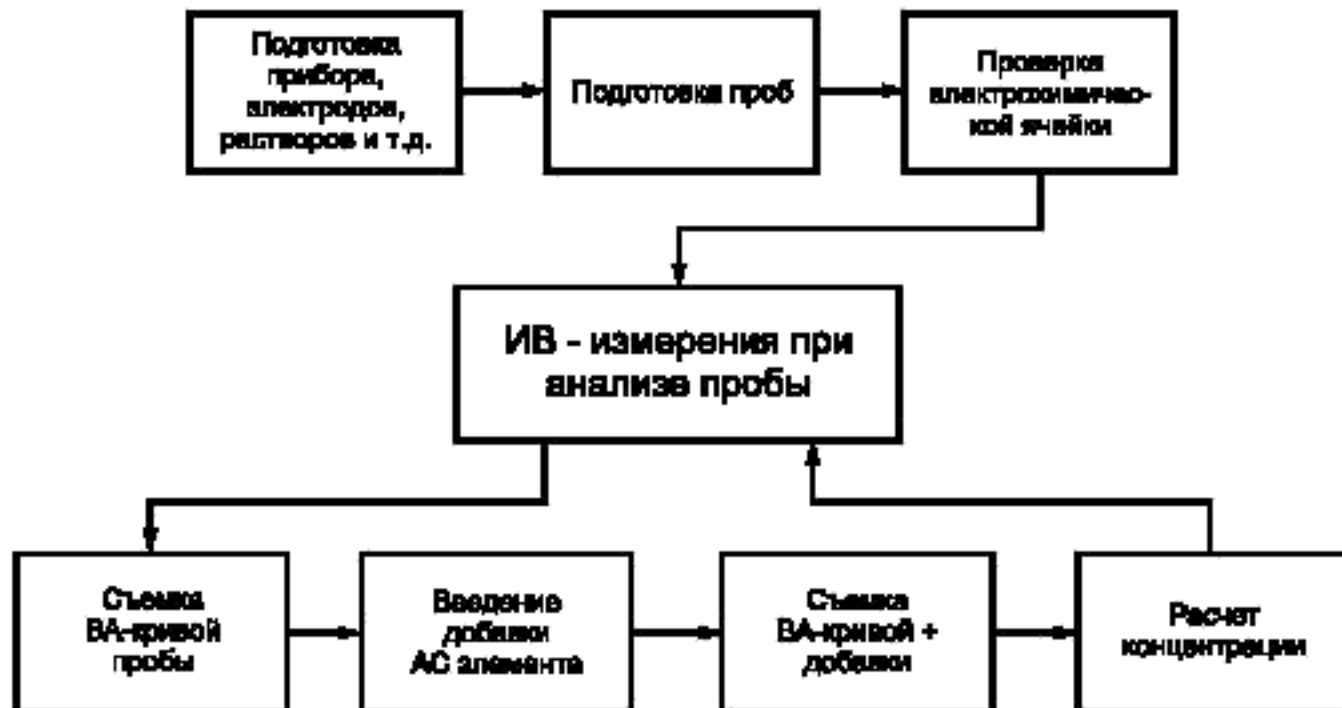 Подготовка
прибора,
электродов,
растворов и т.д.
Подготовка проб
Проверка
электрохимичес-
кой ячейки
ИВ - измерения при
анализе пробы
Съемка
ВА-кривой
пробы
Введение
добавки
АС элемента
Съемка
ВА-кривой +
добавки
Расчет
концентрации